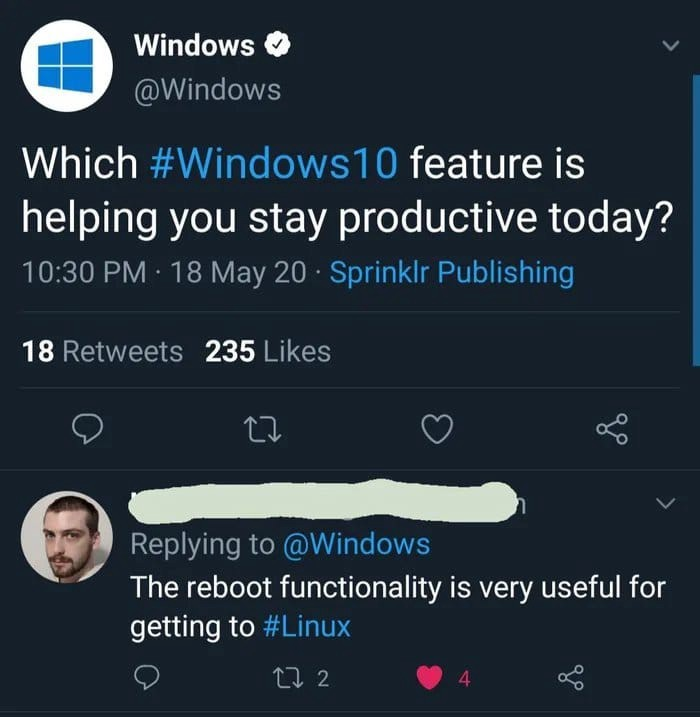 Windows
@Windows
Which #Windows10 feature is
helping you stay productive today?
10:30 PM · 18 May 20 · Sprinklr Publishing
18 Retweets 235 Likes
Replying to @Windows
The reboot functionality is very useful for
getting to #Linux
2 4